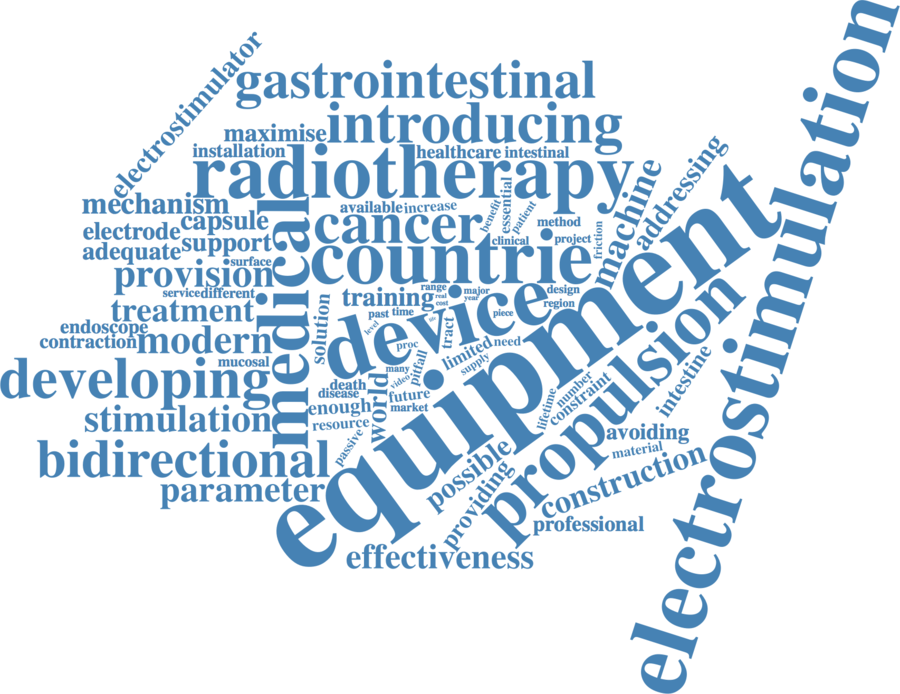 electrostimulator
gastrointestinal
maximise
introducing
installation
healthcare
intestinal
radiotherapy
mechanism
available
increase
benefit
essential
patient
machine
addressing
electrode
capsule
cancer
method
adequate
support
clinical
project
friction
surface
countrie
provision
medical
service
different
training
range
real
cost
major
year
design
region
treatment
solution
device
past
time
piece
endoscope
contraction
modern
level
proc
tract
limited
need
supply
mucosal
many
video
pitfall
developing
death
disease
world
future
market
enough
resource
passive
equipment
lifetime
number
constraint
propulsion
intestine
stimulation
bidirectional
parameter
possible
providing
avoiding
material
construction
professional
effectiveness
electrostimulation